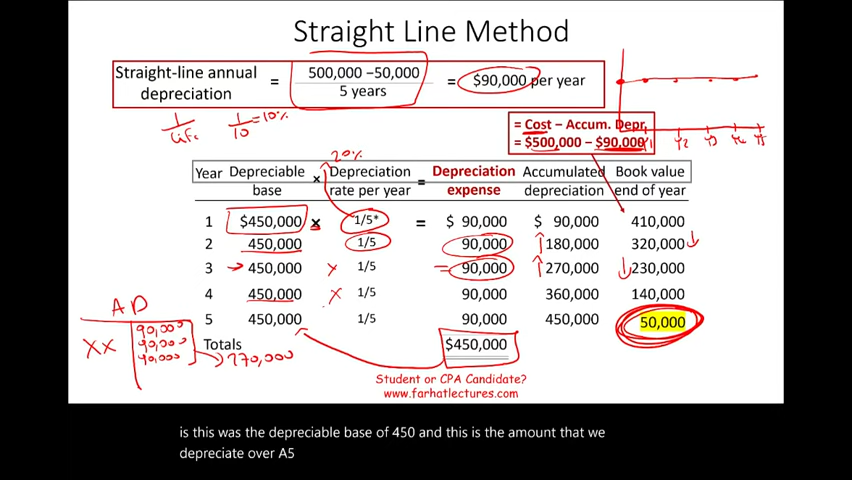 Straight Line Method
Straight-line annual depreciation = 500,000 – 50,000 / 5 years = $90,000 per year
1/Life 1/10 = 10%
= Cost – Accum. Depr.
= $500,000 – $90,000
Y1 Y2 Y3 Y4 Y5
20%
Year Depreciable base × Depreciation rate per year = Depreciation expense Accumulated depreciation Book value end of year
1 $450,000 x 1/5* = $ 90,000 $ 90,000 410,000
2 450,000 1/5 90,000 180,000 320,000
3 450,000 x 1/5 = 90,000 270,000 230,000
4 450,000 x 1/5 90,000 360,000 140,000
5 450,000 1/5 90,000 450,000 50,000
Totals $450,000
AD
XX 90,000
90,000
90,000
270,000
Student or CPA Candidate?
www.farhatlectures.com
is this was the depreciable base of 450 and this is the amount that we
depreciate over A5